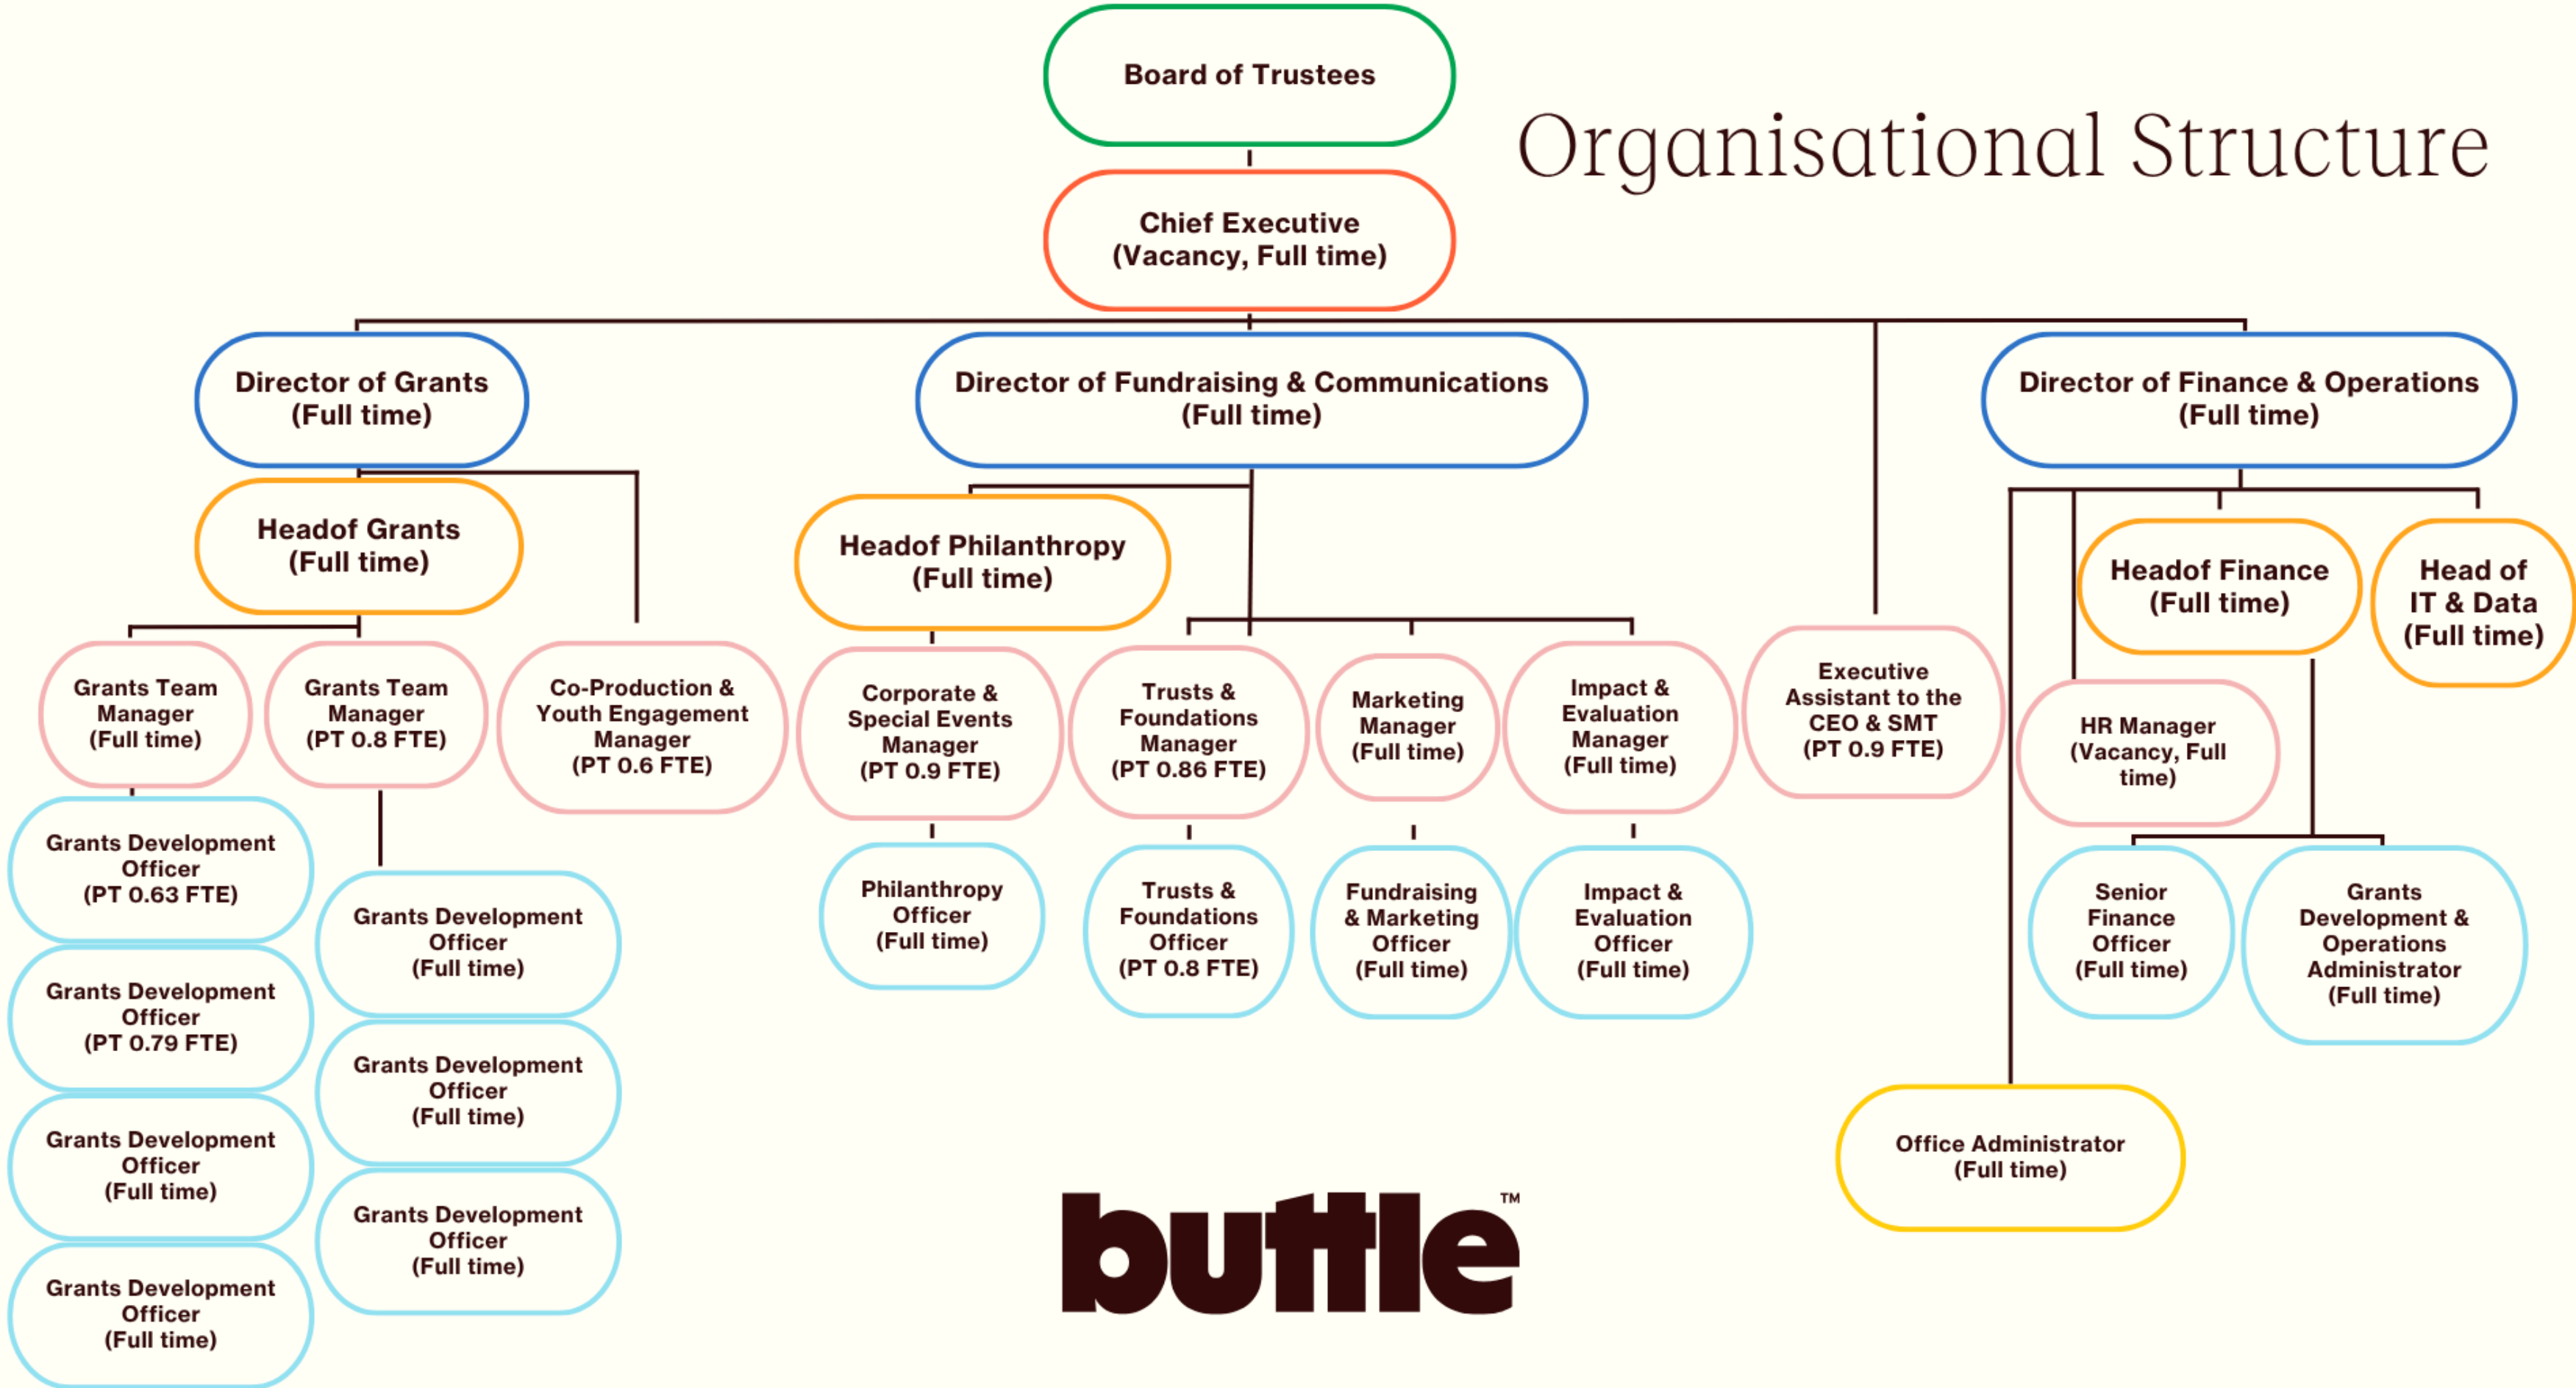 Board of Trustees
Organisational Structure
Chief Executive
(Vacancy, Full time)
Director of Grants
(Full time)
Director of Fundraising & Communications
(Full time)
Director of Finance & Operations
(Full time)
Headof Grants
(Full time)
Headof Philanthropy
(Full time)
Headof Finance
(Full time)
Head of
IT & Data
(Full time)
Grants Team
Manager
(Full time)
Grants Team
Manager
(PT 0.8 FTE)
Co-Production &
Youth Engagement
Manager
(PT 0.6 FTE)
Corporate &
Special Events
Manager
(PT 0.9 FTE)
Trusts &
Foundations
Manager
(PT 0.86 FTE)
Marketing
Manager
(Full time)
Impact &
Evaluation
Manager
(Full time)
Executive
Assistant to the
CEO & SMT
(PT 0.9 FTE)
HR Manager
(Vacancy, Full
time)
Grants Development
Officer
(PT 0.63 FTE)
Grants Development
Officer
(PT 0.79 FTE)
Grants Development
Officer
(Full time)
Grants Development
Officer
(Full time)
Grants Development
Officer
(Full time)
Grants Development
Officer
(Full time)
Grants Development
Officer
(Full time)
Philanthropy
Officer
(Full time)
Trusts &
Foundations
Officer
(PT 0.8 FTE)
Fundraising
& Marketing
Officer
(Full time)
Impact &
Evaluation
Officer
(Full time)
Senior
Finance
Officer
(Full time)
Grants
Development &
Operations
Administrator
(Full time)
Office Administrator
(Full time)
buttle™